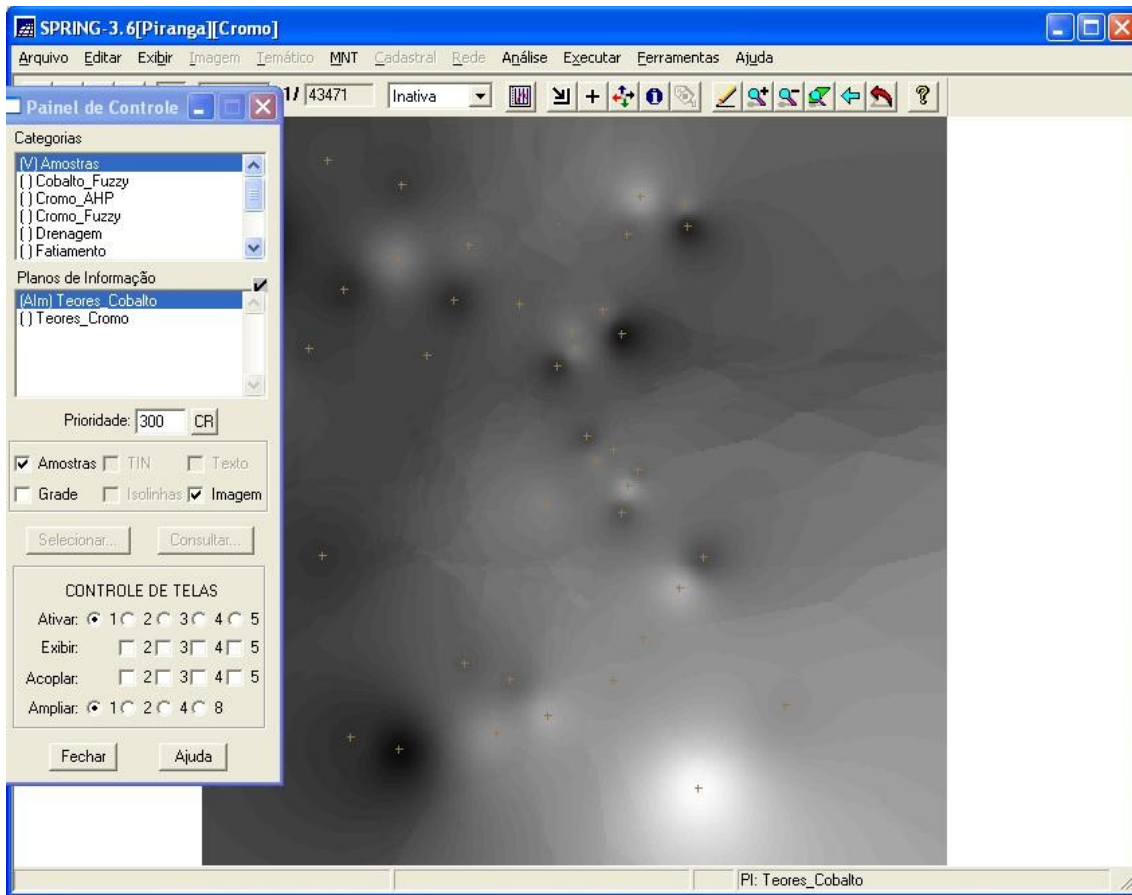 SPRING-3.6[Piranga][Cromo]
Arquivo Editar Exibir Imagem Temático MNT Cadastral Rede Análise Executar Ferramentas Ajuda
1/ 43471 Inativa
Painel de Controle
Categorias
(V) Amostras
( ) Cobalto_Fuzzy
( ) Cromo_AHP
( ) Cromo_Fuzzy
( ) Drenagem
( ) Fatiamento
Planos de Informação
(AIm) Teores_Cobalto
( ) Teores_Cromo
Prioridade: 300 CR
Amostras TIN Texto
Grade Isolinhas Imagem
Selecionar... Consultar...
CONTROLE DE TELAS
Ativar: 1 2 3 4 5
Exibir: 2 3 4 5
Acoplar: 2 3 4 5
Ampliar: 1 2 4 8
Fechar Ajuda
PI: Teores_Cobalto